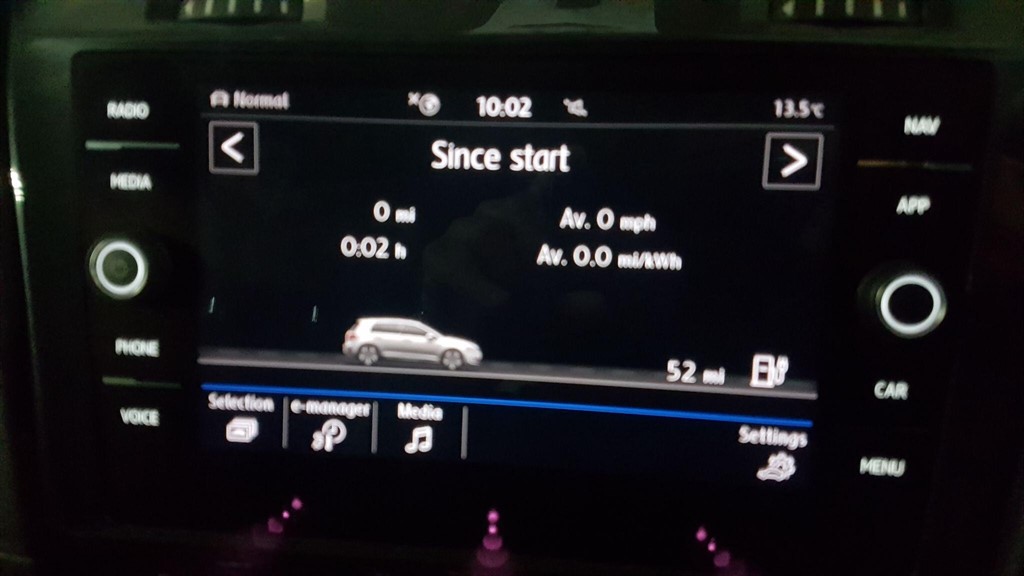 RADIO
MEDIA
PHONE
VOICE
Normal 10:02 13.5°C
Since start
0 mi Av. 0 mph
0:02 h Av. 0.0 mi/kWh
52 mi
Selection e-manager Media
Settings
NAV
APP
CAR
MENU